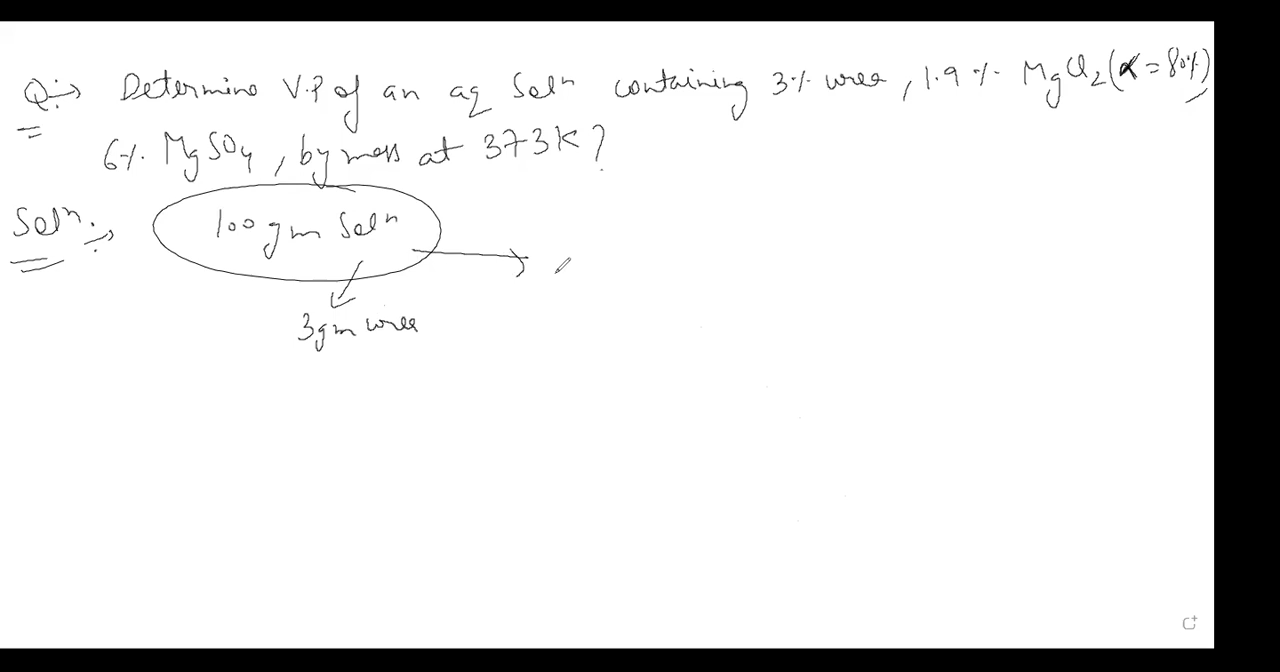 Q:→ Determine V.P of an aq Solⁿ containing 3% urea, 1.9% MgCl₂(α=80%)
6% MgSO₄, by mass at 373K?
Solⁿ:→ 100 gm Solⁿ
3gm urea